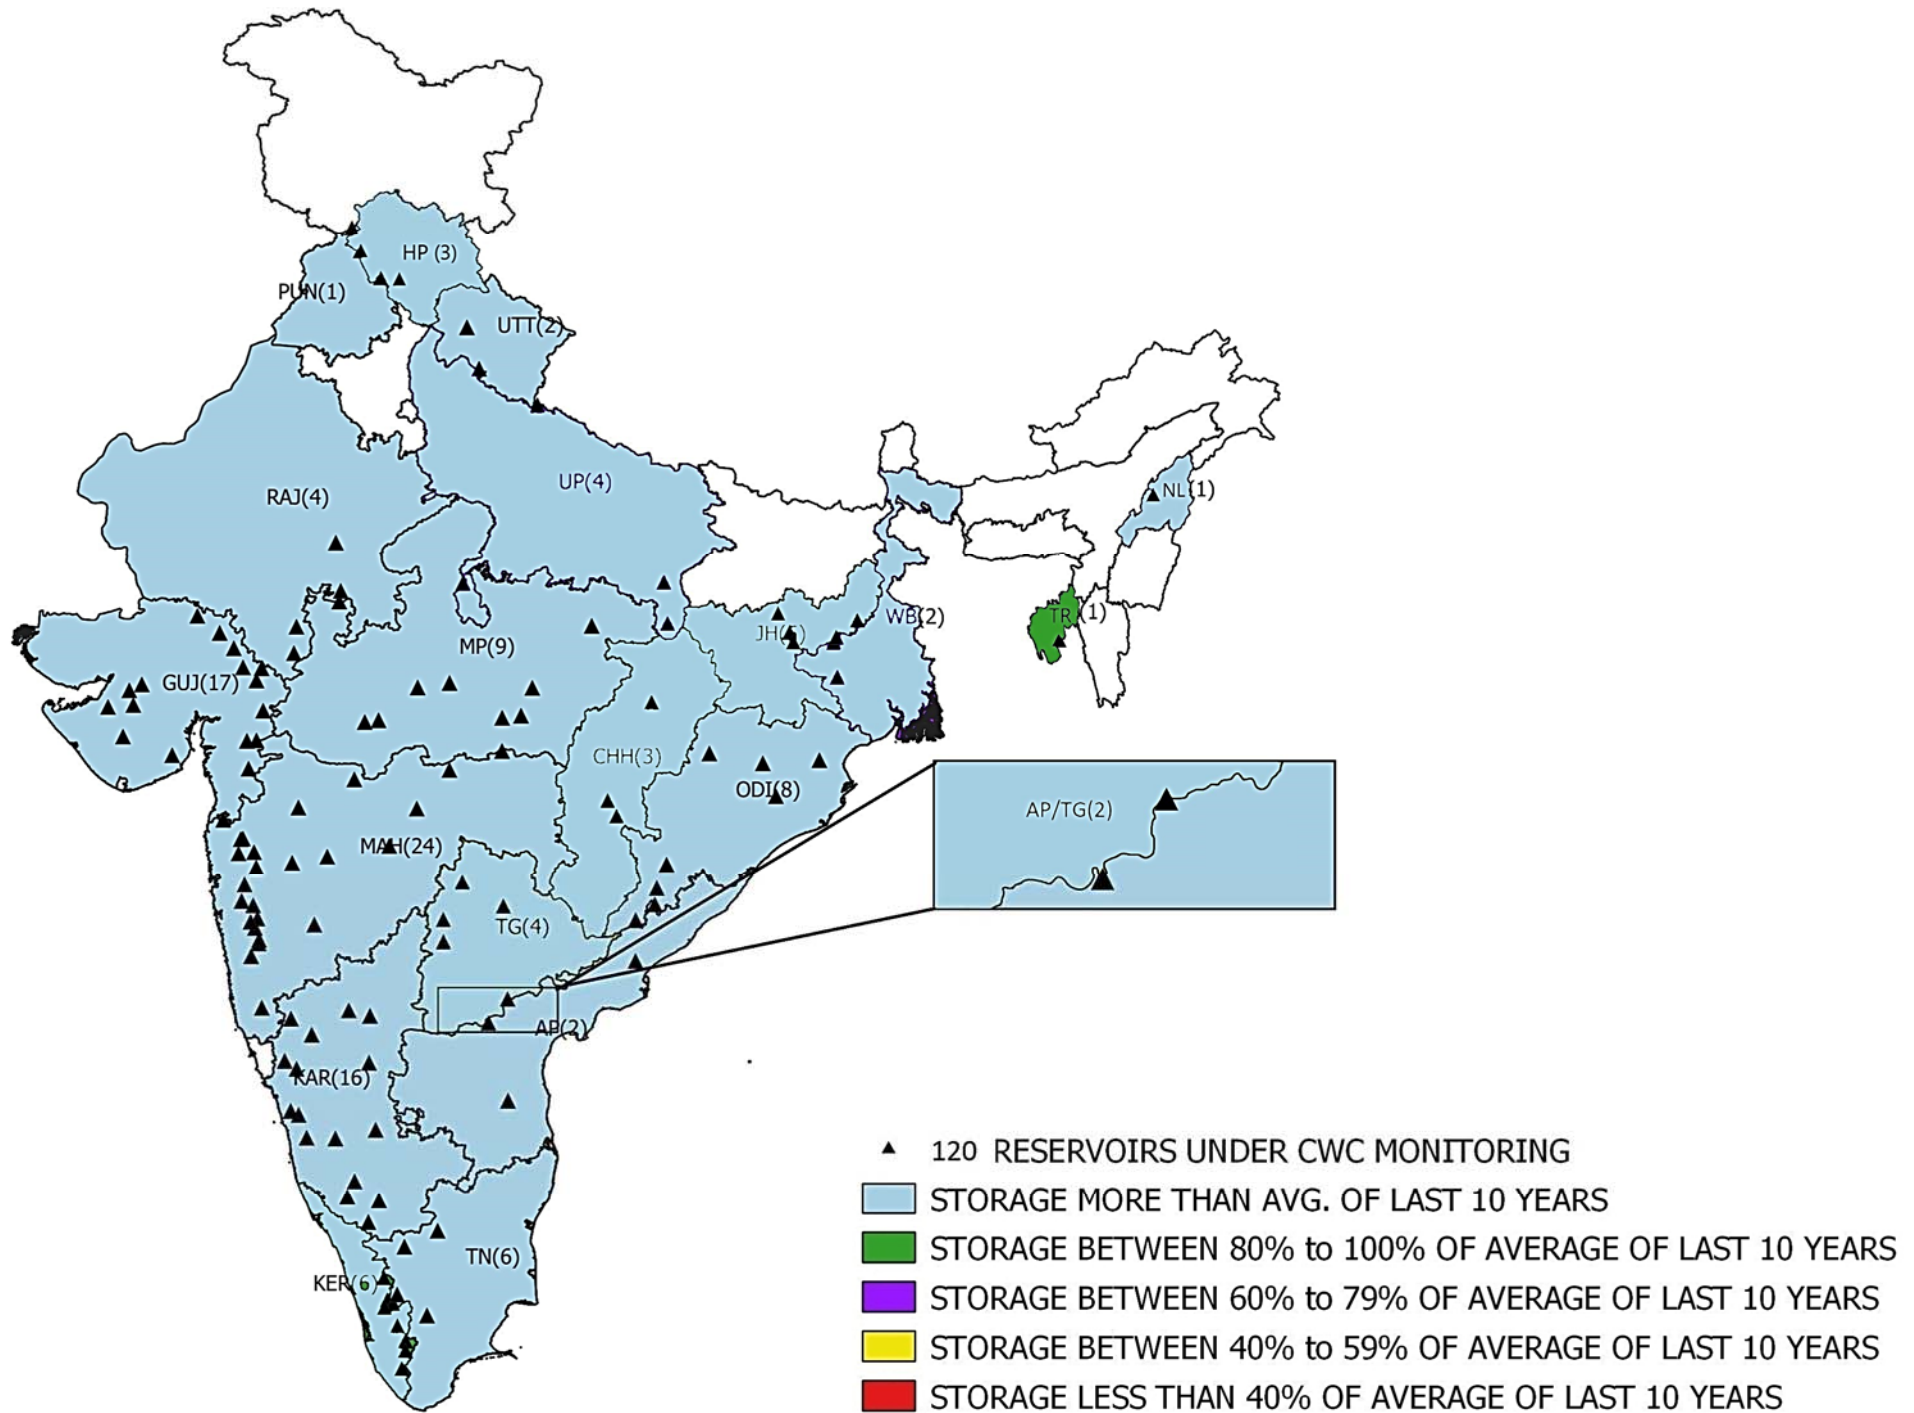 HP (3)
PUN(1)
UTT(2)
RAJ(4)
UP(4)
NL(1)
TR (1)
WB(2)
JH(5)
MP(9)
GUJ(17)
CHH(3)
ODI(8)
AP/TG(2)
MAH(24)
TG(4)
AP(2)
KAR(16)
TN(6)
KER(6)
120 RESERVOIRS UNDER CWC MONITORING
STORAGE MORE THAN AVG. OF LAST 10 YEARS
STORAGE BETWEEN 80% to 100% OF AVERAGE OF LAST 10 YEARS
STORAGE BETWEEN 60% to 79% OF AVERAGE OF LAST 10 YEARS
STORAGE BETWEEN 40% to 59% OF AVERAGE OF LAST 10 YEARS
STORAGE LESS THAN 40% OF AVERAGE OF LAST 10 YEARS